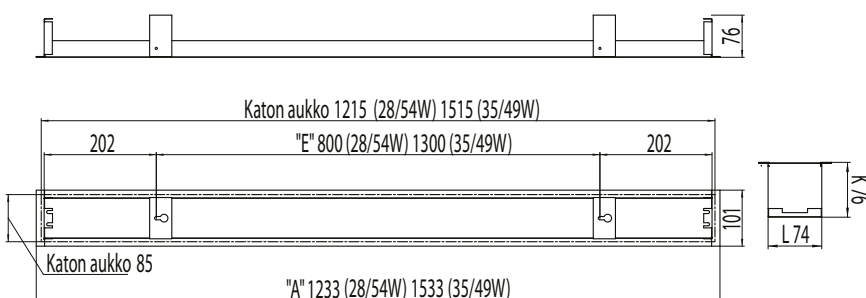 76
Katon aukko 1215 (28/54W) 1515 (35/49W)
202
"E" 800 (28/54W) 1300 (35/49W)
202
101
K 76
L 74
Katon aukko 85
"A" 1233 (28/54W) 1533 (35/49W)